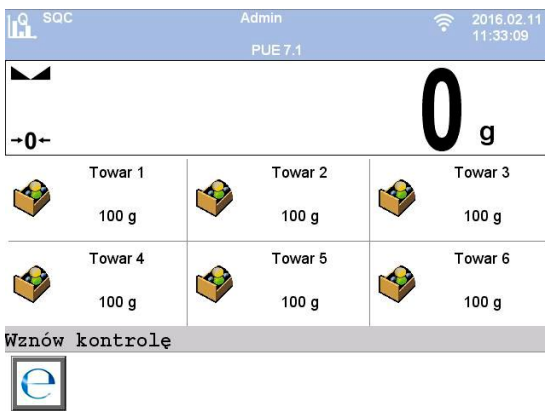 SQC Admin 2016.02.11
11:33:09
PUE 7.1
0 g
→0←
Towar 1 Towar 2 Towar 3
100 g 100 g 100 g
Towar 4 Towar 5 Towar 6
100 g 100 g 100 g
Wznów kontrolę
e